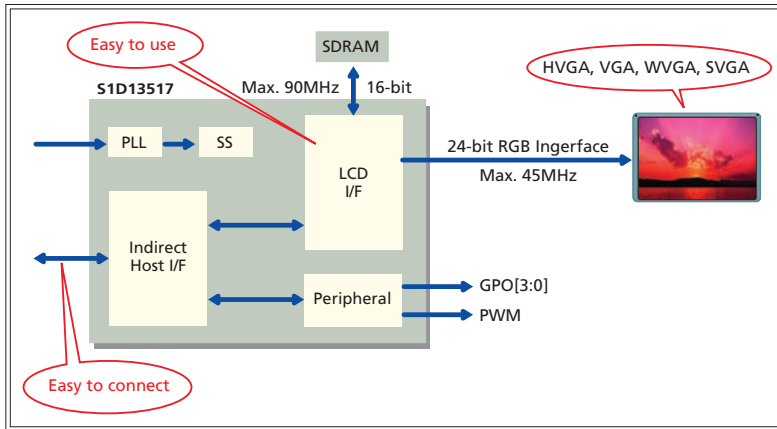 Easy to use
SDRAM
HVGA, VGA, WVGA, SVGA
S1D13517
Max. 90MHz
16-bit
PLL
SS
LCD
I/F
24-bit RGB Ingerface
Max. 45MHz
Indirect
Host I/F
Peripheral
GPO[3:0]
PWM
Easy to connect